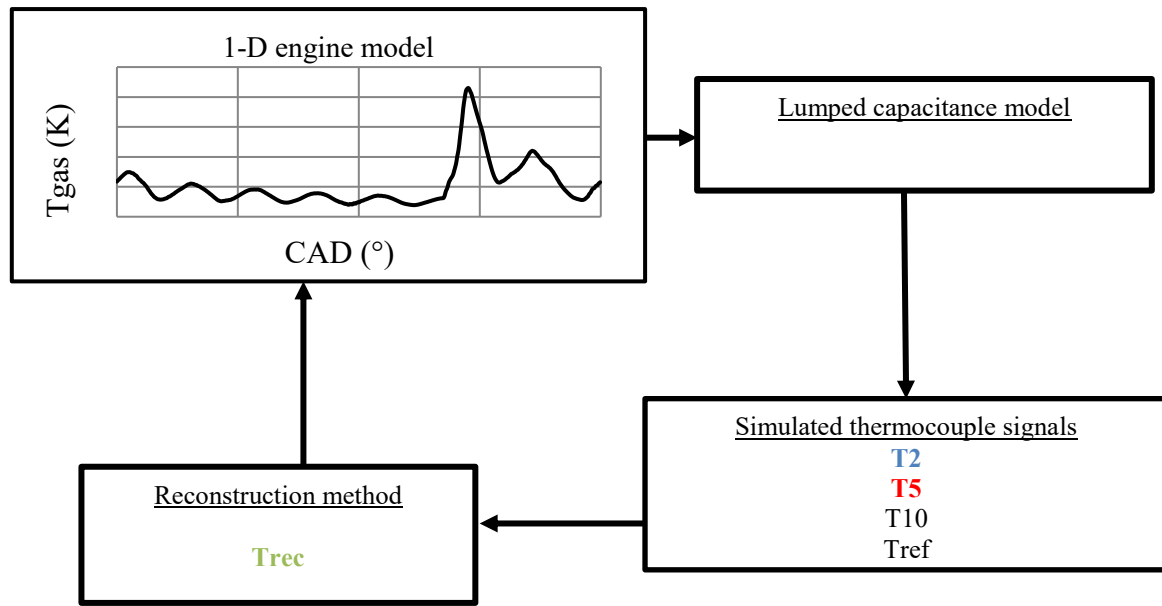 1-D engine model
Tgas (K)
CAD (°)
Lumped capacitance model
Simulated thermocouple signals
T2
T5
T10
Tref
Reconstruction method
Trec